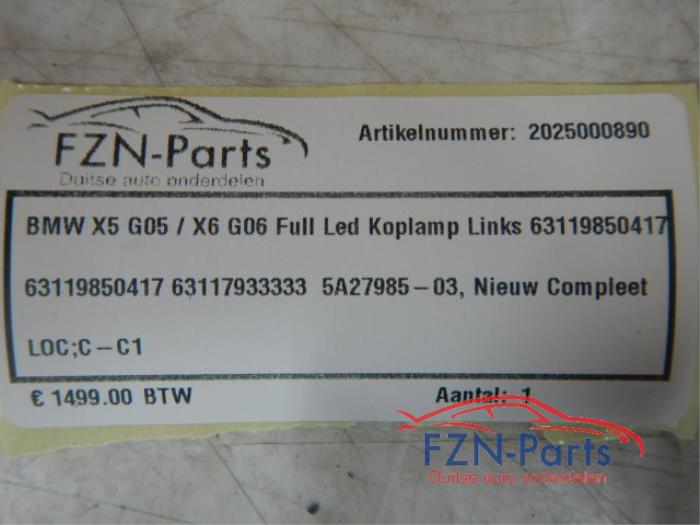 FZN-Parts
Duitse auto onderdelen
Artikelnummer: 2025000890
BMW X5 G05 / X6 G06 Full Led Koplamp Links 63119850417
63119850417 63117933333 5A27985-03, Nieuw Compleet
LOC;C-C1
€ 1499.00 BTW
Aantal: 1
FZN-Parts
Duitse auto onderdelen